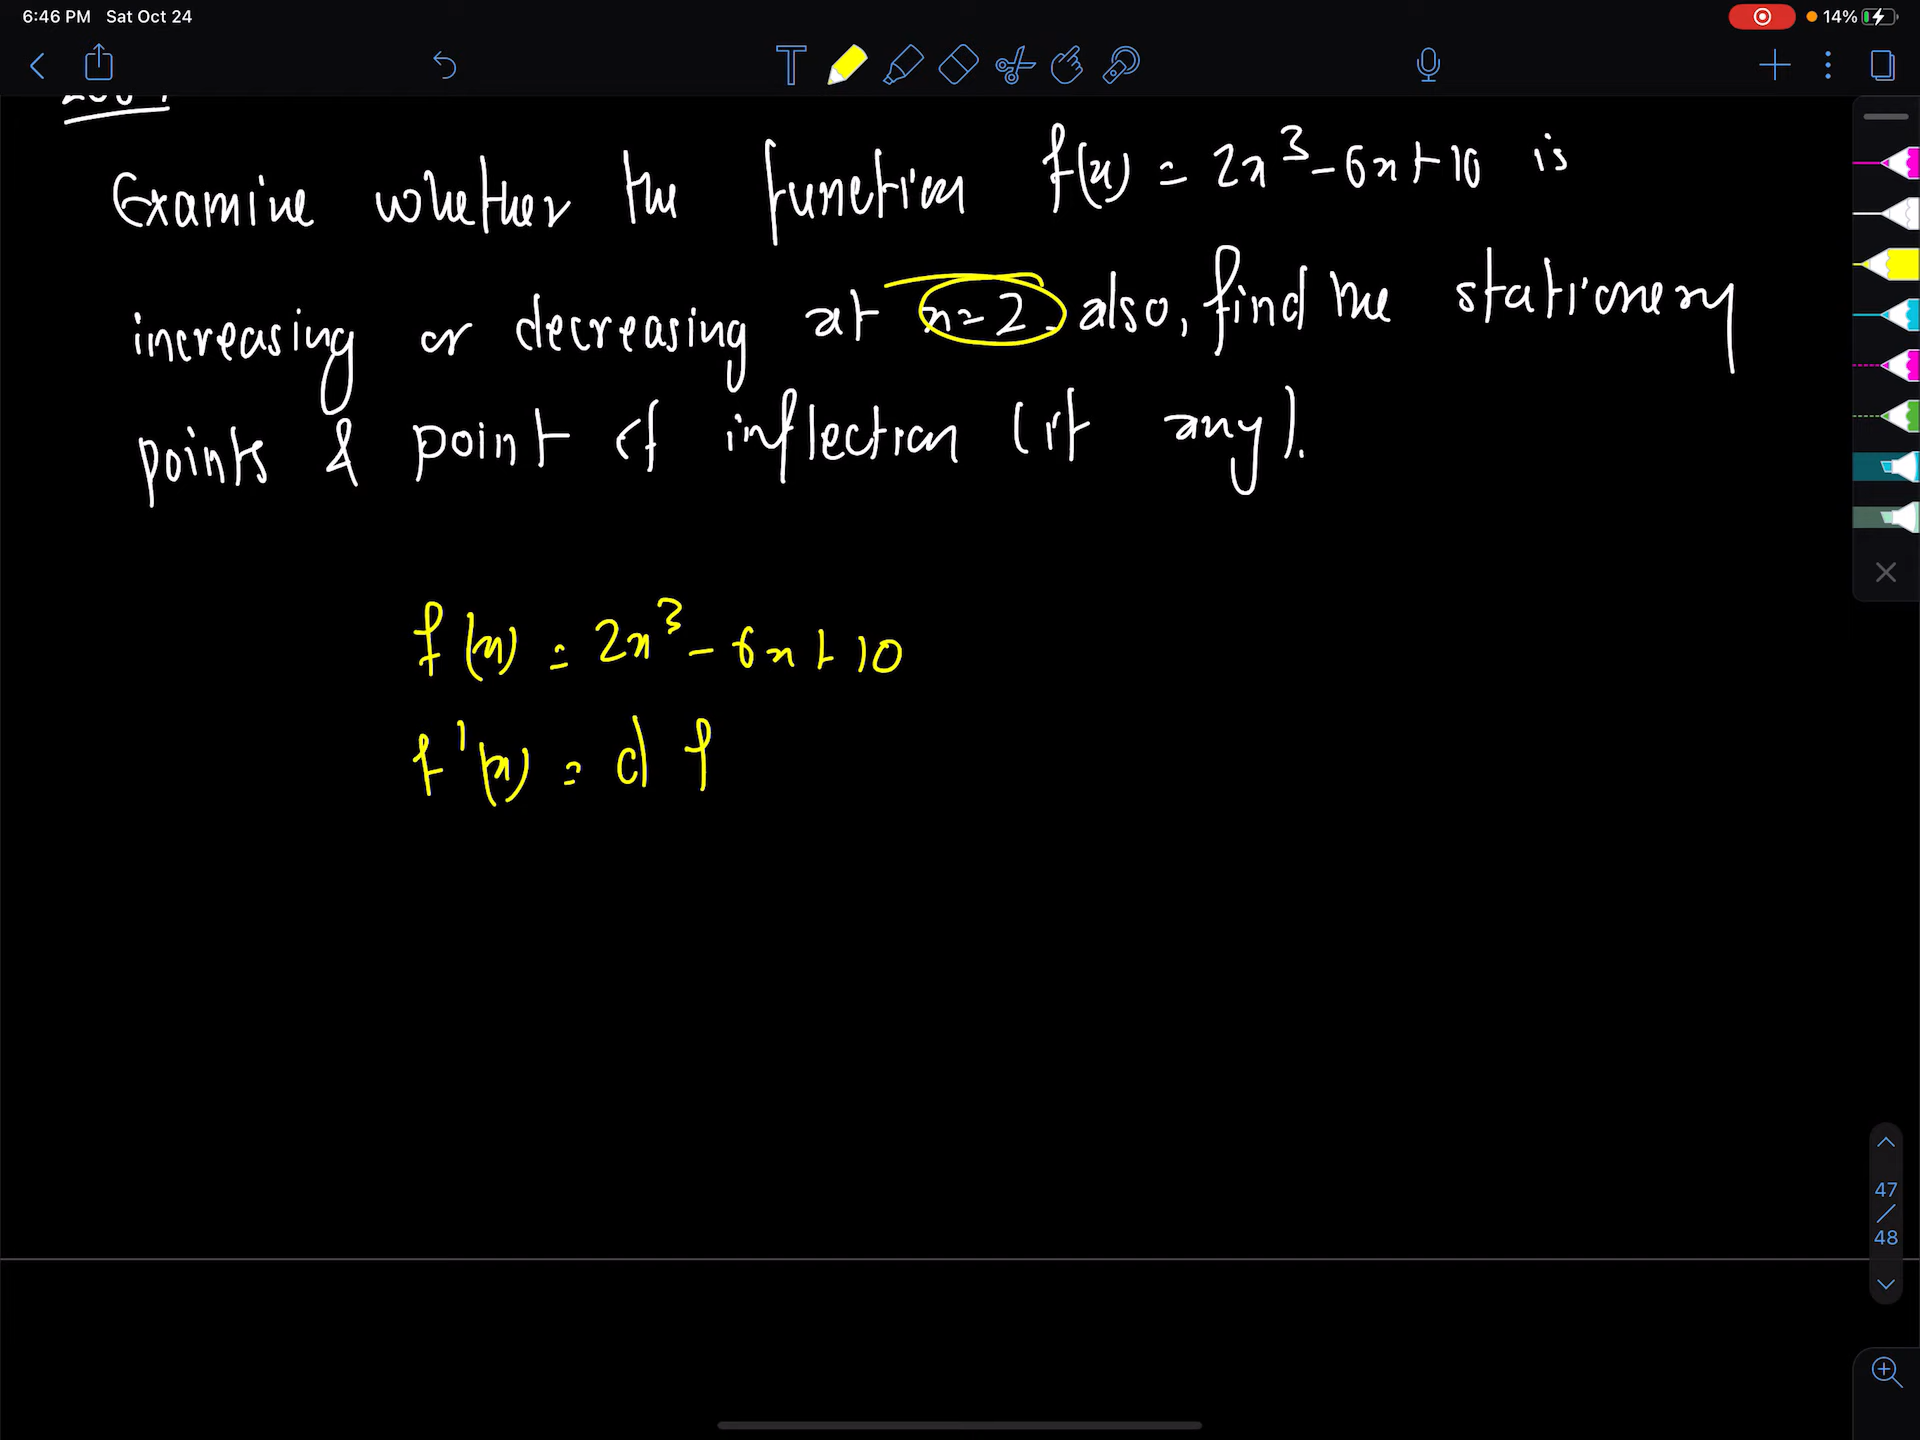 6:46 PM Sat Oct 24
14%
Examine whether the function f(x) = 2x³ - 6x + 10 is
increasing or decreasing at x = 2. also, find the stationery
points & point of inflection (if any).
f(x) = 2x³ - 6x + 10
f'(x) = d f
47
/
48